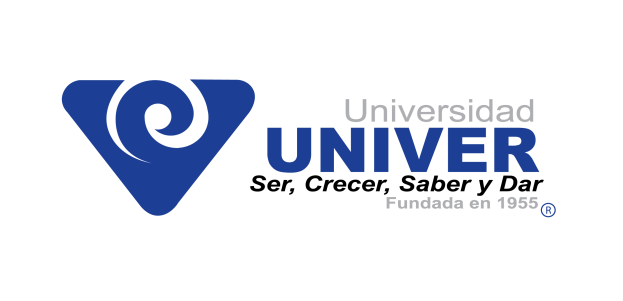 Universidad
UNIVER
Ser, Crecer, Saber y Dar
Fundada en 1955 ®